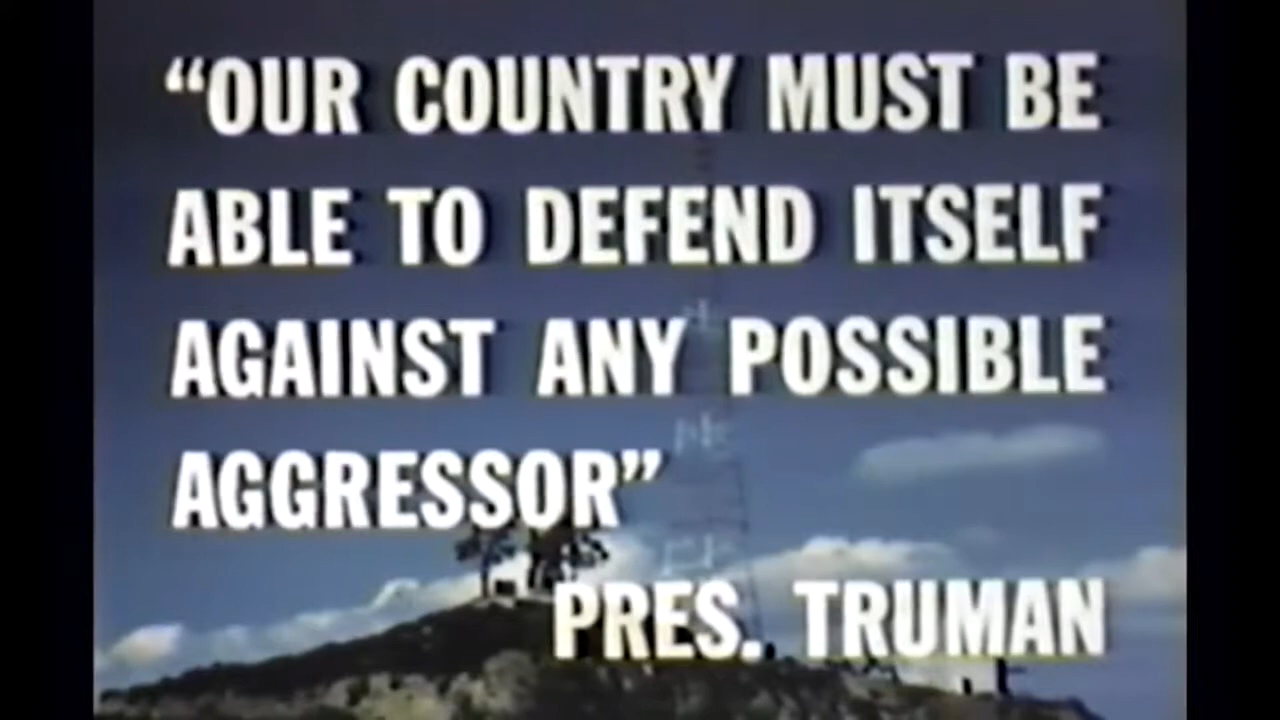 “OUR COUNTRY MUST BE
ABLE TO DEFEND ITSELF
AGAINST ANY POSSIBLE
AGGRESSOR”
PRES. TRUMAN